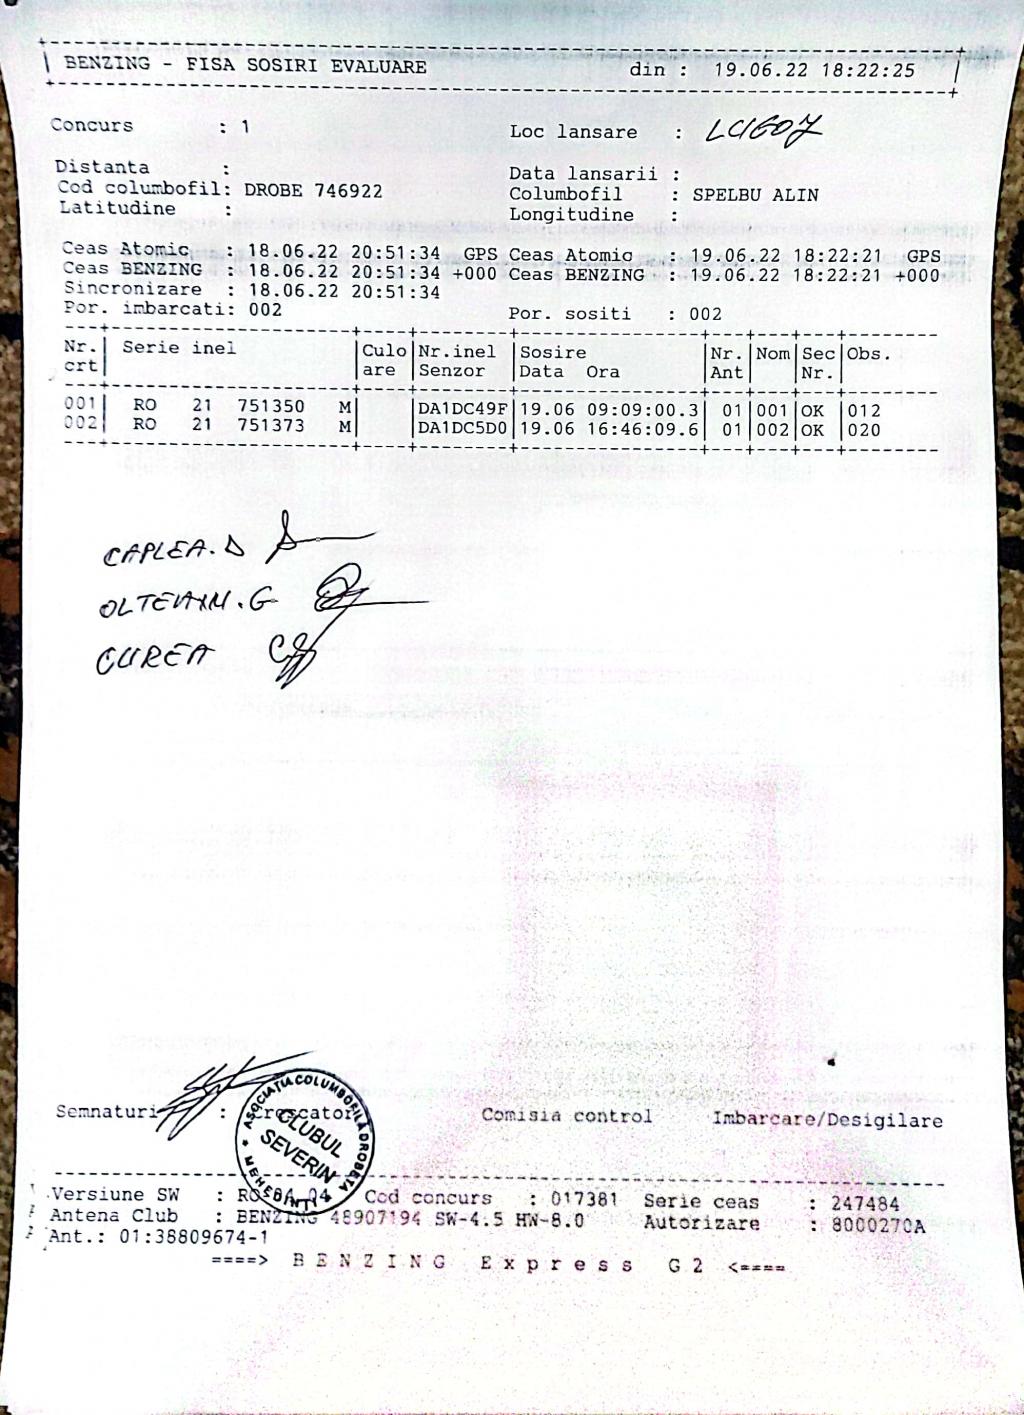 BENZING - FISA SOSIRI EVALUARE din : 19.06.22 18:22:25
Concurs : 1 Loc lansare :
Distanta : Data lansarii :
Cod columbofil: DROBE 746922 Columbofil : SPELBU ALIN
Latitudine : Longitudine :
Ceas Atomic : 18.06.22 20:51:34 GPS Ceas Atomic : 19.06.22 18:22:21 GPS
Ceas BENZING : 18.06.22 20:51:34 +000 Ceas BENZING : 19.06.22 18:22:21 +000
Sincronizare : 18.06.22 20:51:34
Por. imbarcati: 002 Por. sositi : 002
Nr. Serie inel Culo Nr.inel Sosire Nr. Nom Sec Obs.
crt are Senzor Data Ora Ant Nr.
001 RO 21 751350 M DA1DC49F 19.06 09:09:00.3 01 001 OK 012
002 RO 21 751373 M DA1DC5D0 19.06 16:46:09.6 01 002 OK 020
CAPLEA. D
G
CUREA
Semnaturi : Crescator Comisia control Imbarcare/Desigilare
ASOCIATIA COLUMBOFILA DROBETA
MEHEDINTI
CLUBUL
SEVERIN
Versiune SW : 04 Cod concurs : 017381 Serie ceas : 247484
Antena Club : BENZING 48907194 SW-4.5 HW-8.0 Autorizare : 8000270A
Ant.: 01:38809674-1
====> BENZING Express G2 <====